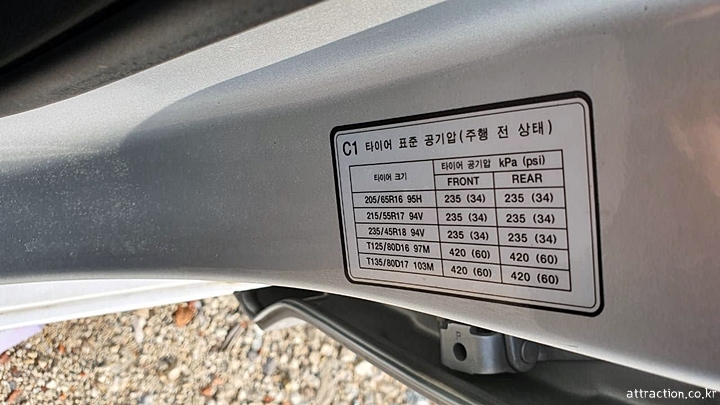 C1 타이어 표준 공기압(주행 전 상태)
타이어 크기 타이어 공기압 kPa (psi)
FRONT REAR
205/65R16 95H 235 (34) 235 (34)
215/55R17 94V 235 (34) 235 (34)
235/45R18 94V 235 (34) 235 (34)
T125/80D16 97M 420 (60) 420 (60)
T135/80D17 103M 420 (60) 420 (60)
attraction.co.kr